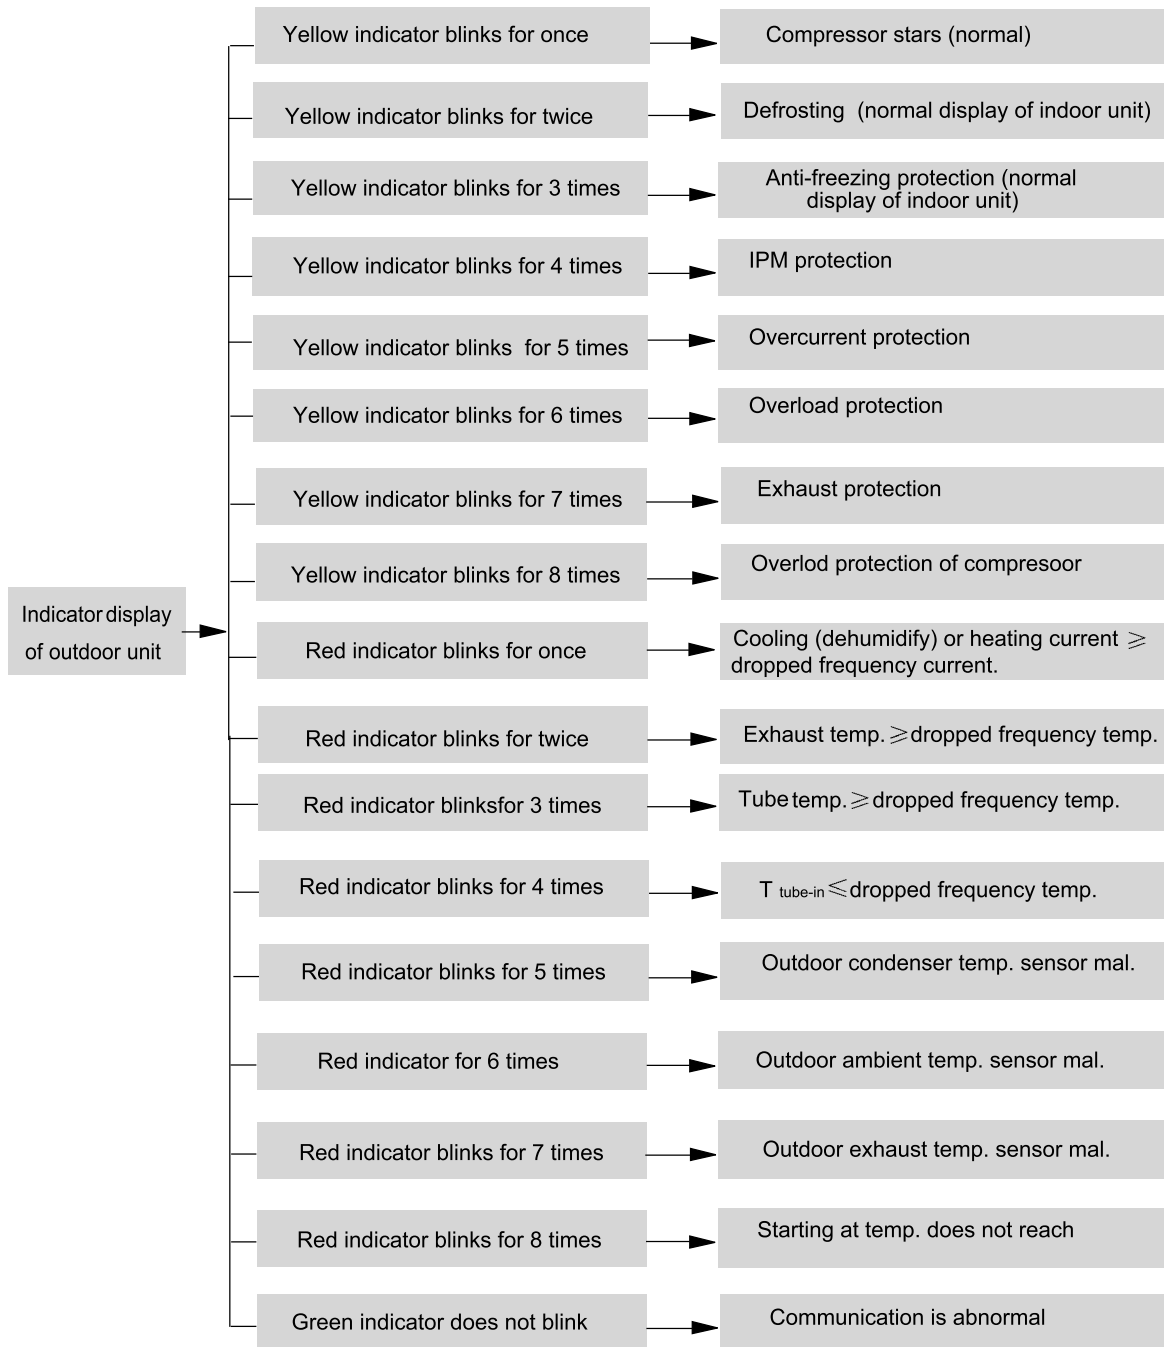 Yellow indicator blinks for once
Compressor stars (normal)
Yellow indicator blinks for twice
Defrosting (normal display of indoor unit)
Yellow indicator blinks for 3 times
Anti-freezing protection (normal
display of indoor unit)
Yellow indicator blinks for 4 times
IPM protection
Yellow indicator blinks for 5 times
Overcurrent protection
Yellow indicator blinks for 6 times
Overload protection
Yellow indicator blinks for 7 times
Exhaust protection
Yellow indicator blinks for 8 times
Overlod protection of compresoor
Indicator display
of outdoor unit
Red indicator blinks for once
Cooling (dehumidify) or heating current ≥
dropped frequency current.
Red indicator blinks for twice
Exhaust temp. ≥dropped frequency temp.
Red indicator blinksfor 3 times
Tube temp. ≥dropped frequency temp.
Red indicator blinks for 4 times
T tube-in ≤dropped frequency temp.
Red indicator blinks for 5 times
Outdoor condenser temp. sensor mal.
Red indicator for 6 times
Outdoor ambient temp. sensor mal.
Red indicator blinks for 7 times
Outdoor exhaust temp. sensor mal.
Red indicator blinks for 8 times
Starting at temp. does not reach
Green indicator does not blink
Communication is abnormal